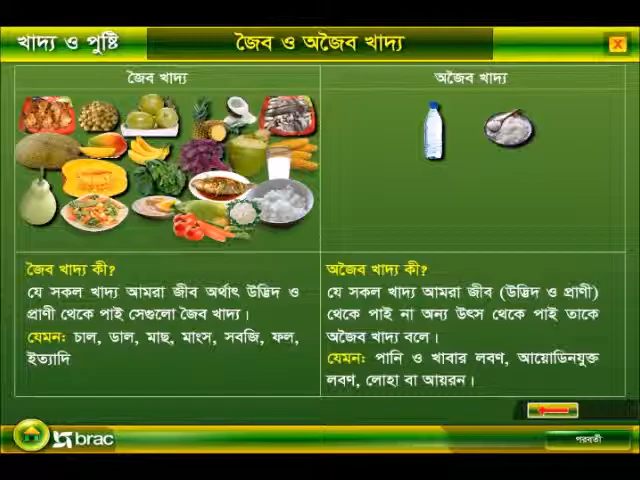 খাদ্য ও পুষ্টি
জৈব ও অজৈব খাদ্য
X
জৈব খাদ্য
অজৈব খাদ্য
জৈব খাদ্য কী?
যে সকল খাদ্য আমরা জীব অর্থাৎ উদ্ভিদ ও
প্রাণী থেকে পাই সেগুলো জৈব খাদ্য।
যেমন: চাল, ডাল, মাছ, মাংস, সবজি, ফল,
ইত্যাদি
অজৈব খাদ্য কী?
যে সকল খাদ্য আমরা জীব (উদ্ভিদ ও প্রাণী)
থেকে পাই না অন্য উৎস থেকে পাই তাকে
অজৈব খাদ্য বলে।
যেমন: পানি ও খাবার লবণ, আয়োডিনযুক্ত
লবণ, লোহা বা আয়রন।
brac
পরবর্তী